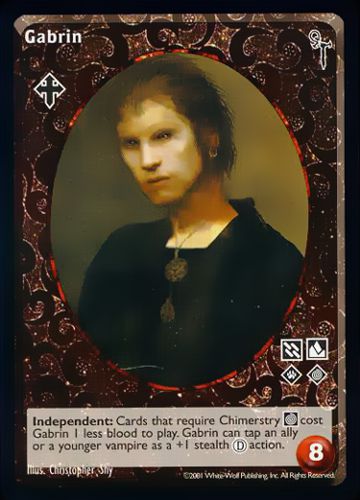 Gabrin
Independent: Cards that require Chimerstry cost
Gabrin 1 less blood to play. Gabrin can tap an ally
or a younger vampire as a +1 stealth D action.
8
Illus. Christopher Shy
©2001 White Wolf Publishing, Inc. All Rights Reserved.